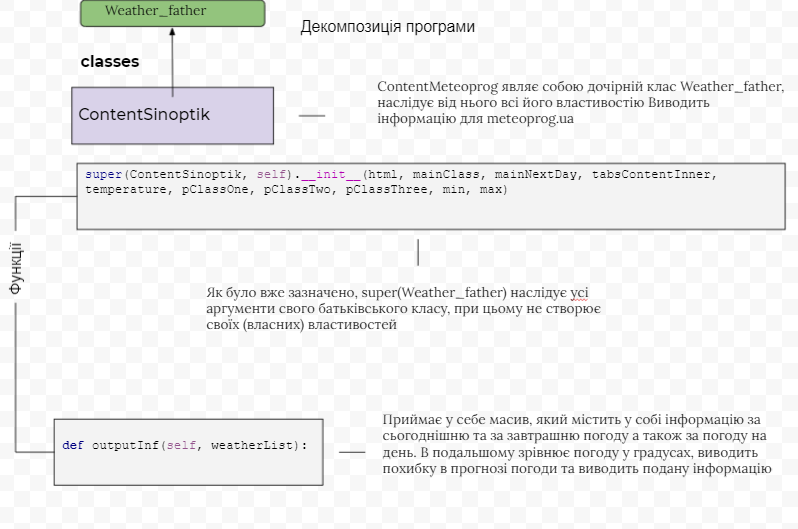 Weather_father
Декомпозиція програми
classes
ContentSinoptik
ContentMeteoprog являє собою дочірній клас Weather_father,
наслідує від нього всі його властивостію Виводить
інформацію для meteoprog.ua
super(ContentSinoptik, self).__init__(html, mainClass, mainNextDay, tabsContentInner,
temperature, pClassOne, pClassTwo, pClassThree, min, max)
Функції
Як було вже зазначено, super(Weather_father) наслідує усі
аргументи свого батьківського класу, при цьому не створює
своїх (власних) властивостей
def outputInf(self, weatherList):
Приймає у себе масив, який містить у собі інформацію за
сьогоднішню та за завтрашню погоду а також за погоду на
день. В подальшому зрівнює погоду у градусах, виводить
похибку в прогнозі погоди та виводить подану інформацію